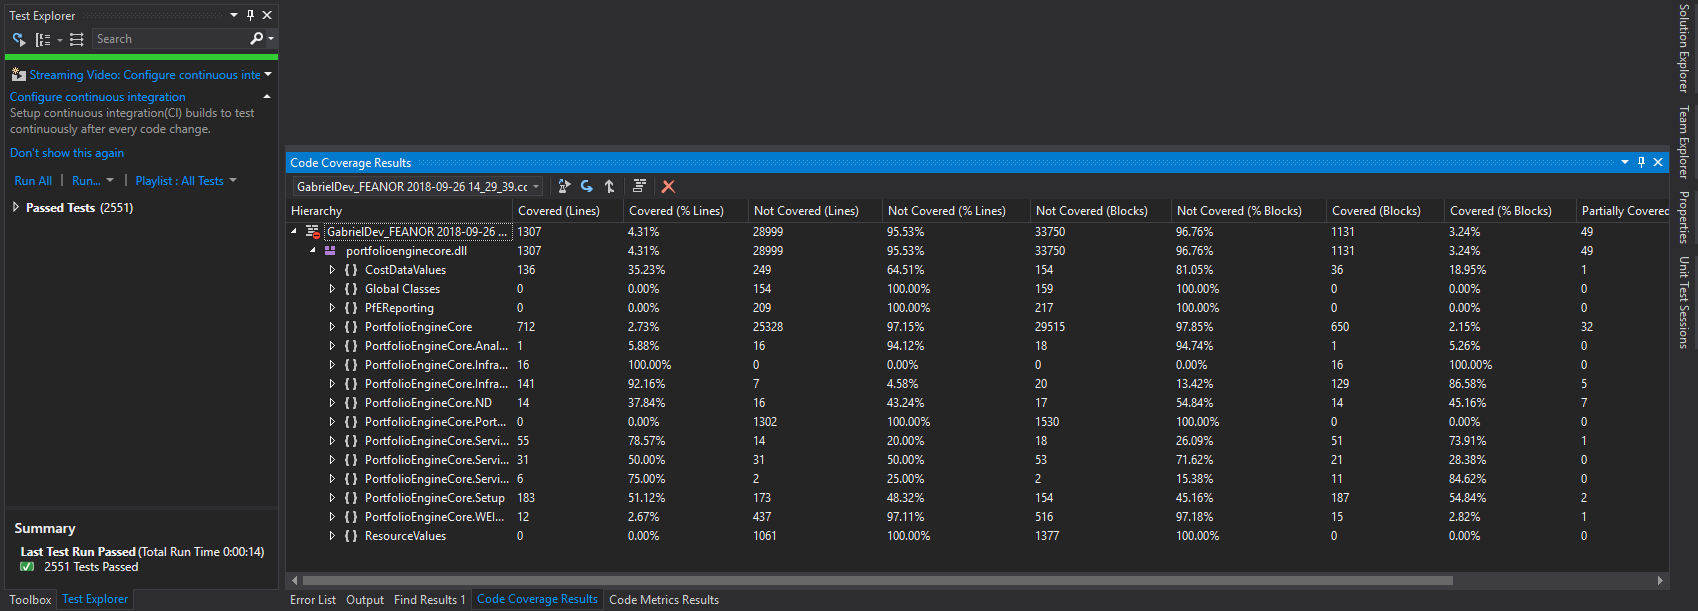 Test Explorer
Search
Streaming Video: Configure continuous inte
Configure continuous integration
Setup continuous integration(CI) builds to test
continuously after every code change.
Don't show this again
Run All | Run... | Playlist : All Tests
Passed Tests (2551)
Summary
Last Test Run Passed (Total Run Time 0:00:14)
2551 Tests Passed
Toolbox Test Explorer
Code Coverage Results
GabrielDev_FEANOR 2018-09-26 14_29_39.cc
Hierarchy Covered (Lines) Covered (% Lines) Not Covered (Lines) Not Covered (% Lines) Not Covered (Blocks) Not Covered (% Blocks) Covered (Blocks) Covered (% Blocks) Partially Covered
GabrielDev_FEANOR 2018-09-26 ... 1307 4.31% 28999 95.53% 33750 96.76% 1131 3.24% 49
portfolioenginecore.dll 1307 4.31% 28999 95.53% 33750 96.76% 1131 3.24% 49
{ } CostDataValues 136 35.23% 249 64.51% 154 81.05% 36 18.95% 1
{ } Global Classes 0 0.00% 154 100.00% 159 100.00% 0 0.00% 0
{ } PfEReporting 0 0.00% 209 100.00% 217 100.00% 0 0.00% 0
{ } PortfolioEngineCore 712 2.73% 25328 97.15% 29515 97.85% 650 2.15% 32
{ } PortfolioEngineCore.Anal... 1 5.88% 16 94.12% 18 94.74% 1 5.26% 0
{ } PortfolioEngineCore.Infra... 16 100.00% 0 0.00% 0 0.00% 16 100.00% 0
{ } PortfolioEngineCore.Infra... 141 92.16% 7 4.58% 20 13.42% 129 86.58% 5
{ } PortfolioEngineCore.ND 14 37.84% 16 43.24% 17 54.84% 14 45.16% 7
{ } PortfolioEngineCore.Port... 0 0.00% 1302 100.00% 1530 100.00% 0 0.00% 0
{ } PortfolioEngineCore.Servi... 55 78.57% 14 20.00% 18 26.09% 51 73.91% 1
{ } PortfolioEngineCore.Servi... 31 50.00% 31 50.00% 53 71.62% 21 28.38% 0
{ } PortfolioEngineCore.Servi... 6 75.00% 2 25.00% 2 15.38% 11 84.62% 0
{ } PortfolioEngineCore.Setup 183 51.12% 173 48.32% 154 45.16% 187 54.84% 2
{ } PortfolioEngineCore.WEI... 12 2.67% 437 97.11% 516 97.18% 15 2.82% 1
{ } ResourceValues 0 0.00% 1061 100.00% 1377 100.00% 0 0.00% 0
Error List Output Find Results 1 Code Coverage Results Code Metrics Results
Solution Explorer
Team Explorer
Properties
Unit Test Sessions